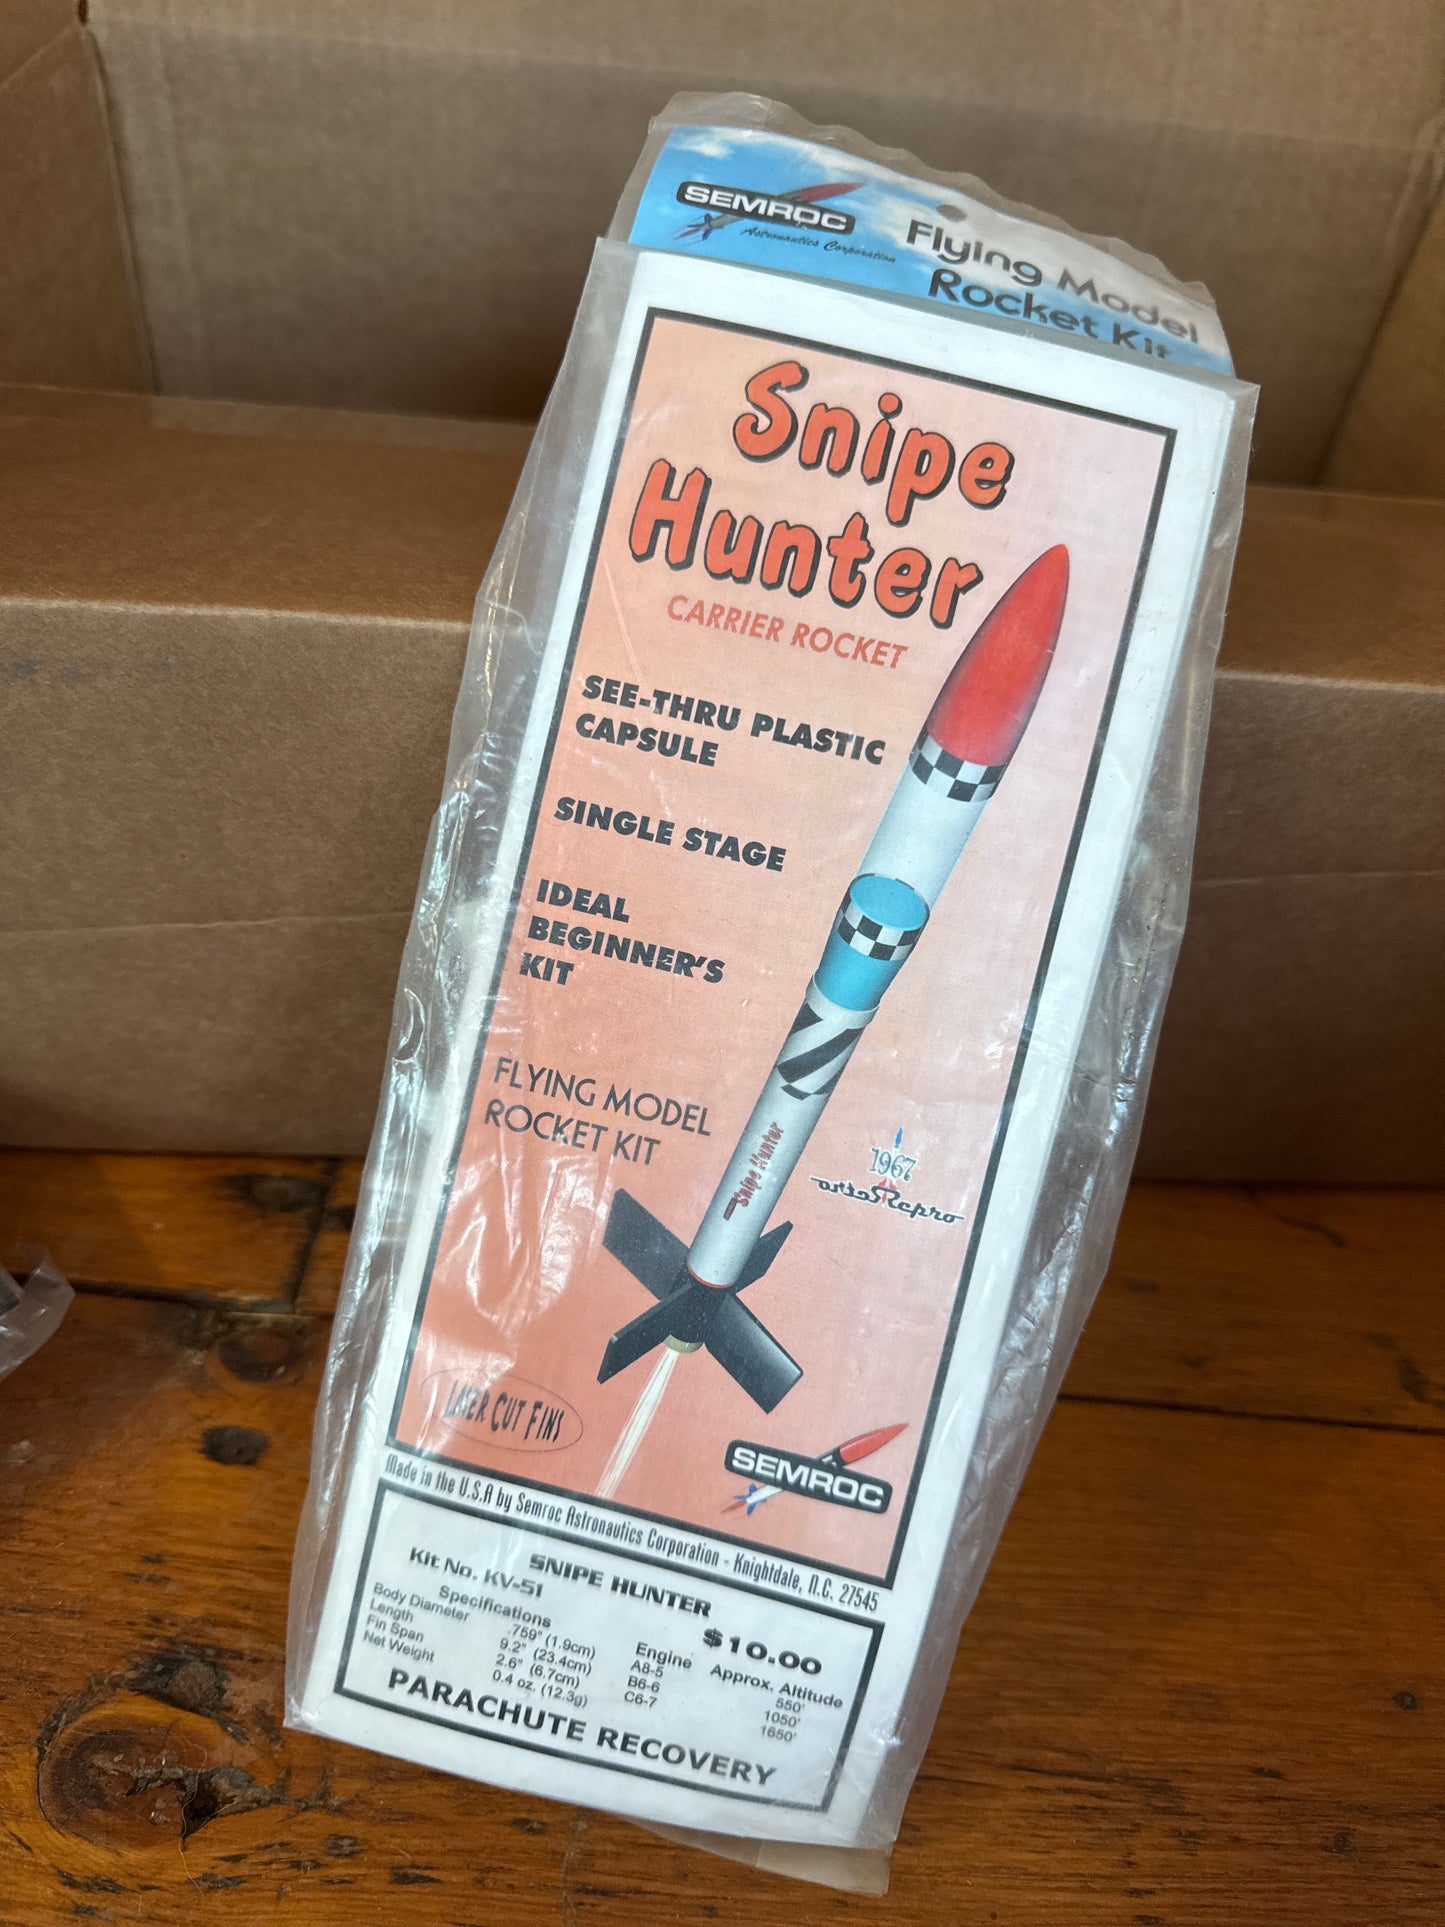 SEMROC
Astronautics Corporation
Flying Model
Rocket Kit
Snipe
Hunter
CARRIER ROCKET
SEE-THRU PLASTIC
CAPSULE
SINGLE STAGE
IDEAL
BEGINNER'S
KIT
FLYING MODEL
ROCKET KIT
Snipe Hunter
1967
RetroRepro
LASER CUT FINS
SEMROC
Made in the U.S.A by Semroc Astronautics Corporation - Knightdale, N.C. 27545
SNIPE HUNTER
Kit No. KV-51
$10.00
Specifications
Body Diameter .759" (1.9cm)
Length 9.2" (23.4cm)
Fin Span 2.6" (6.7cm)
Net Weight 0.4 oz. (12.3g)
Engine Approx. Altitude
A8-5 550'
B6-6 1050'
C6-7 1650'
PARACHUTE RECOVERY